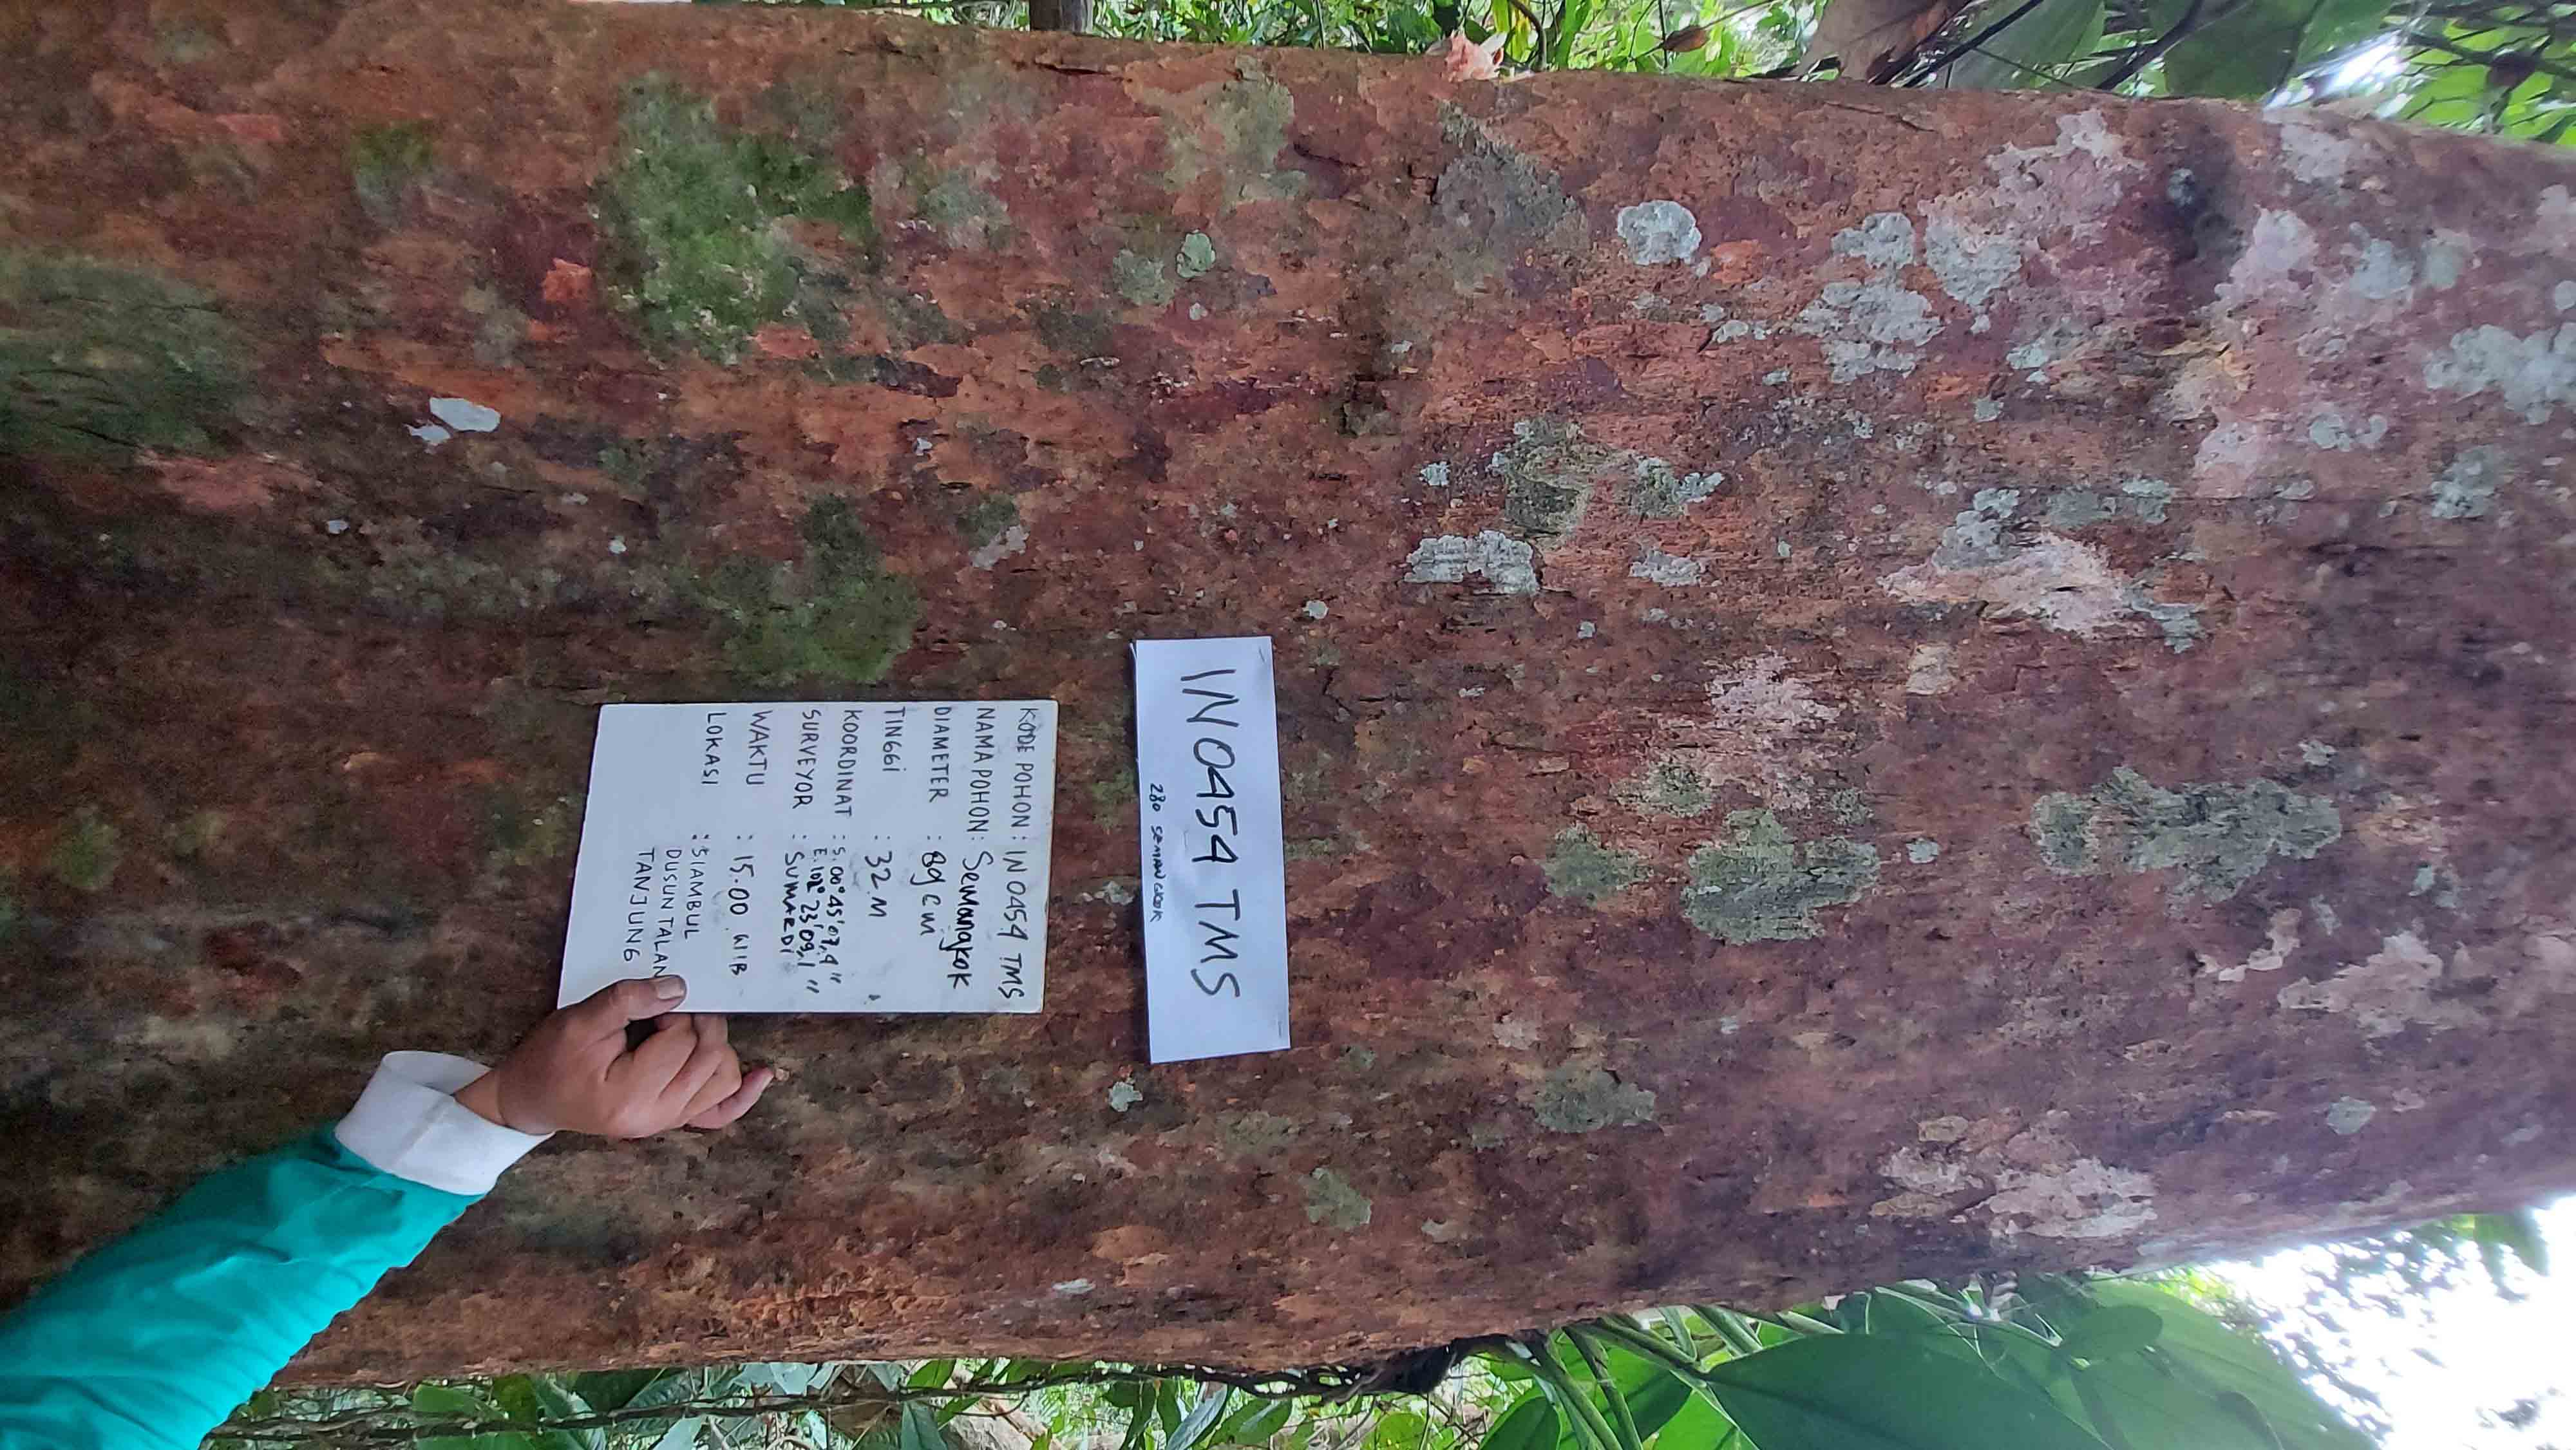 IN0454 TMS
280 SEMANGKOK
KODE POHON : IN 0454 TMS
NAMA POHON : Semangkok
DIAMETER : 89 cm
TINGGI : 32 M
KOORDINAT : S. 00° 45' 07,4"
E. 102° 23' 09,1"
SURVEYOR : SUMARDI
WAKTU : 15.00 WIB
LOKASI : SIAMBUL
DUSUN TALAN
TANJUNG